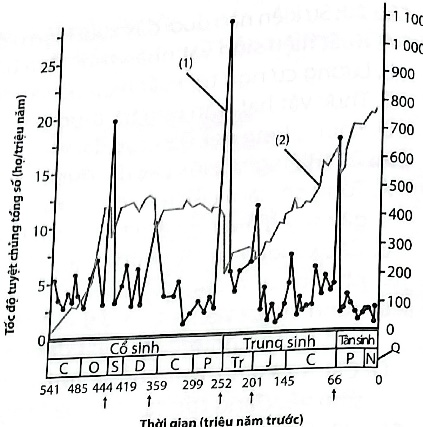 Tốc độ tuyệt chủng tổng số (họ/triệu năm)
25
20
15
10
5
0
(1)
(2)
1 100
1 000
900
800
700
600
500
400
300
200
100
0
Cổ sinh
Trung sinh
Tân sinh
C O S D C P Tr J C P N Q
541 485 444 419 359 299 252 201 145 66 0
Thời gian (triệu năm trước)